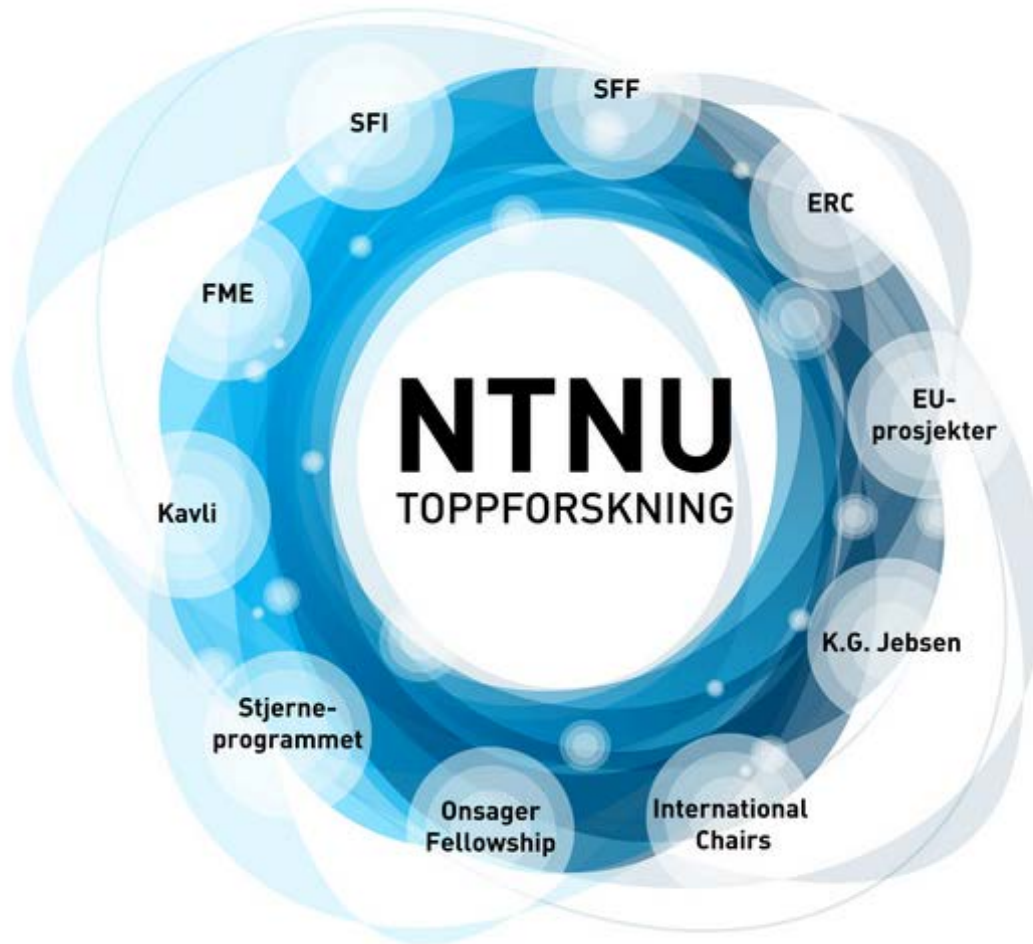 SFF
SFI
ERC
FME
EU-
prosjekter
NTNU
TOPPFORSKNING
Kavli
K.G. Jebsen
Stjerne-
programmet
Onsager
Fellowship
International
Chairs